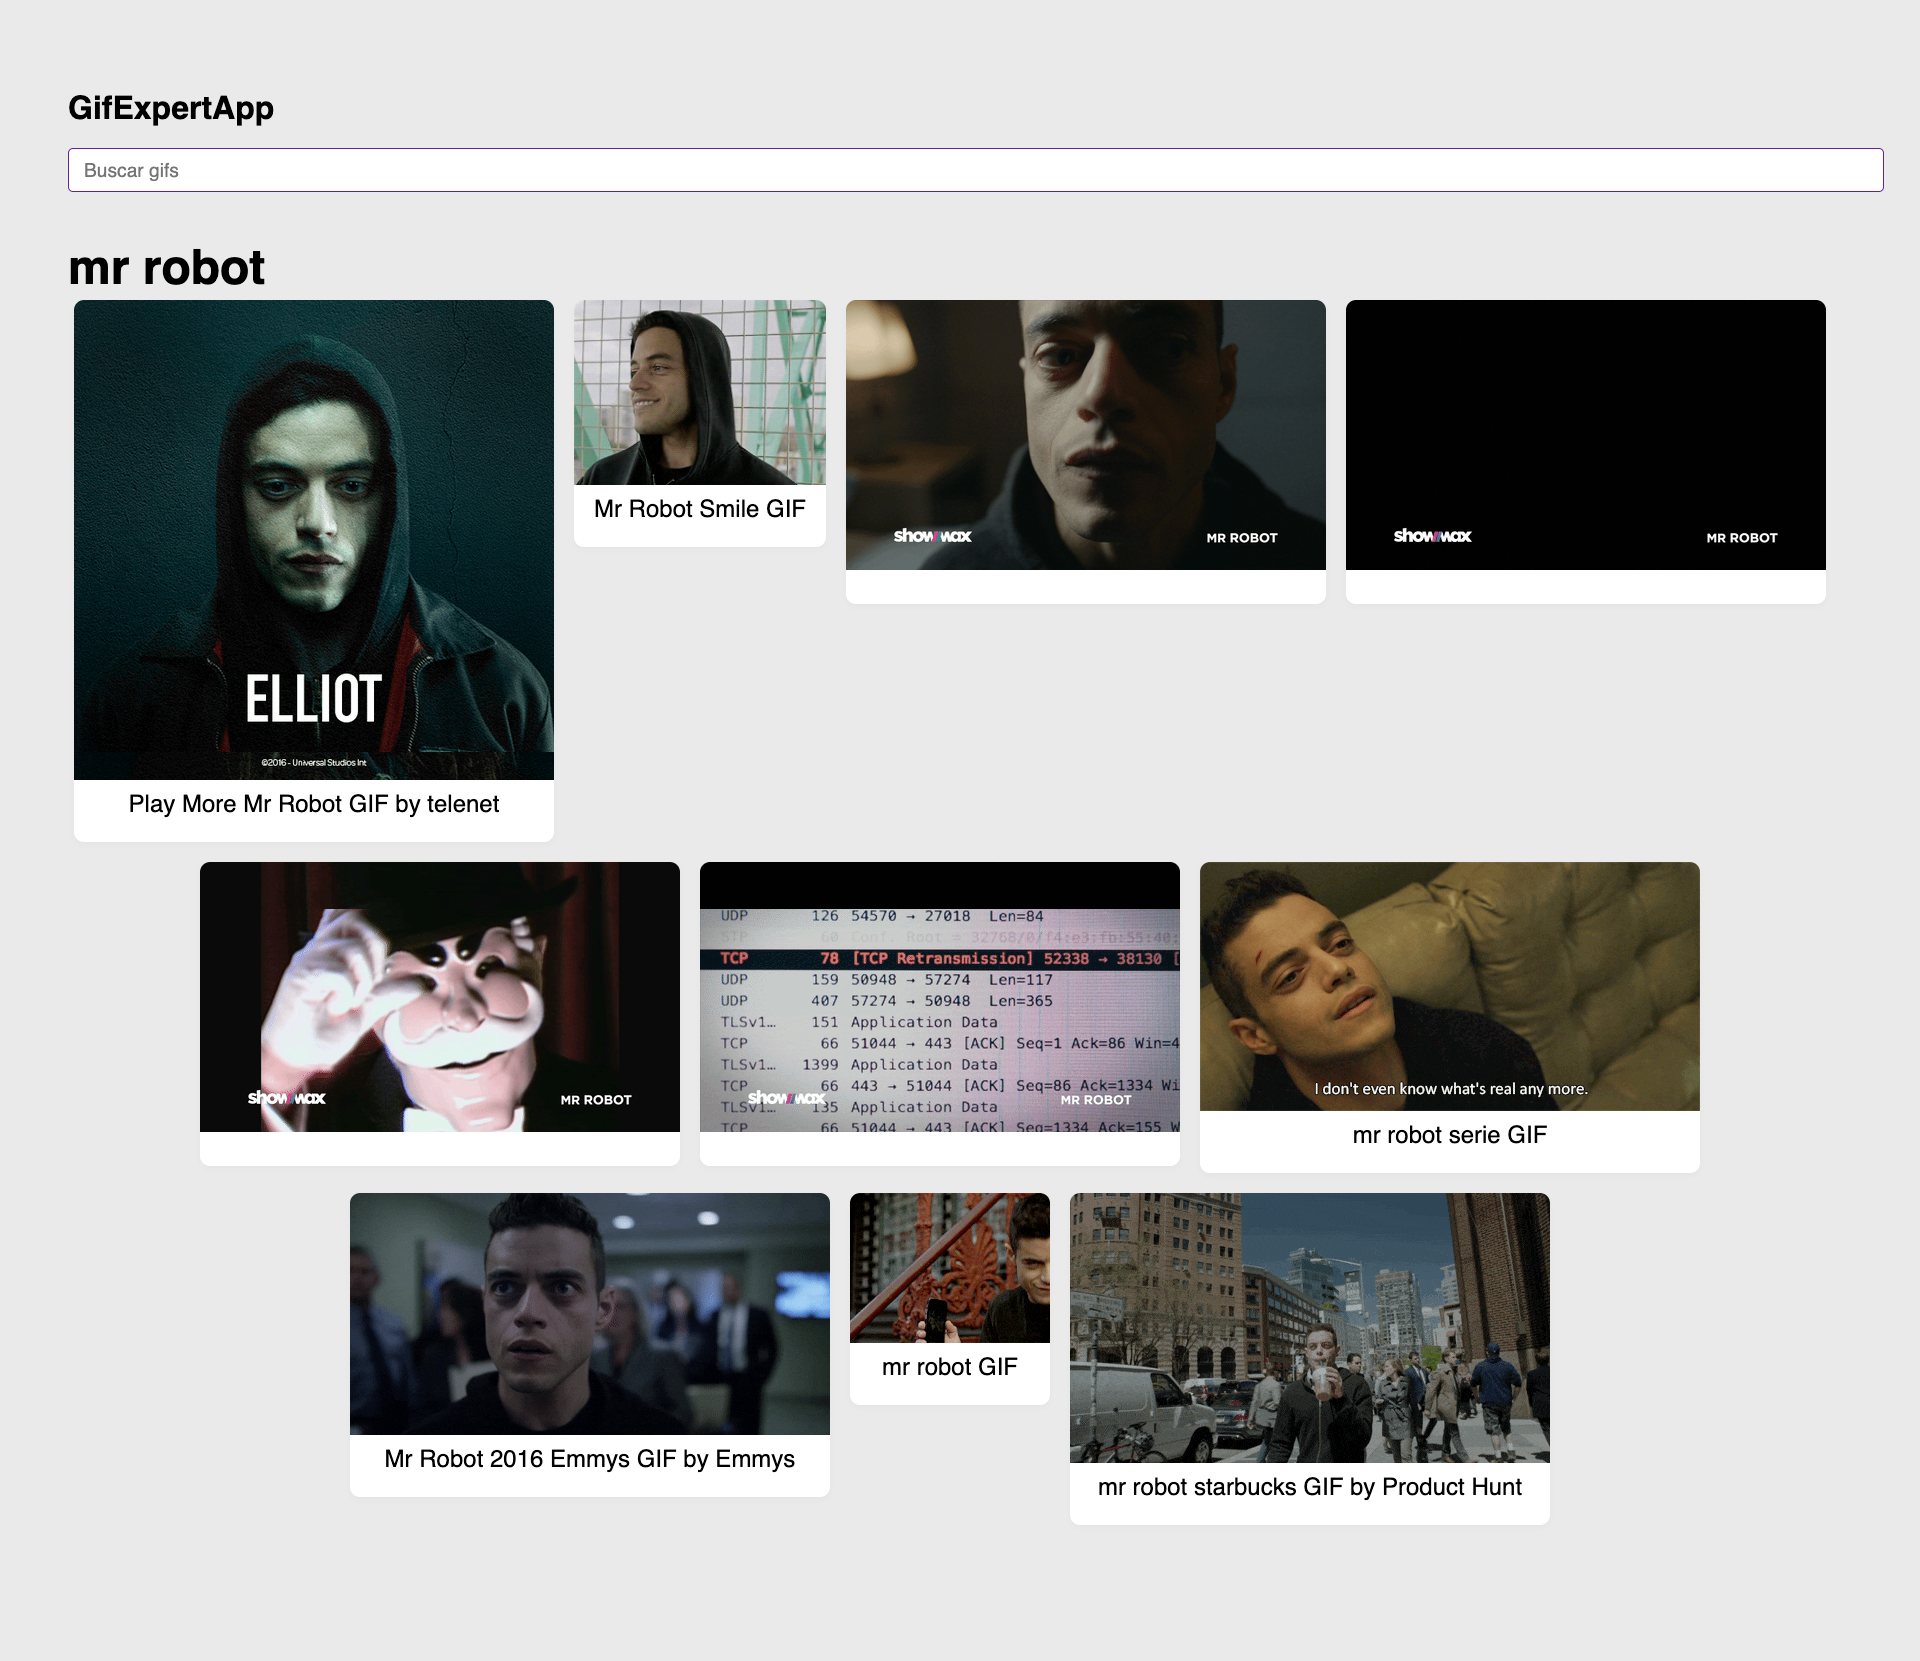 GifExpertApp
Buscar gifs
mr robot
ELLIOT
©2016 - Universal Studios Int
Play More Mr Robot GIF by telenet
Mr Robot Smile GIF
showmax
MR ROBOT
showmax
MR ROBOT
showmax
MR ROBOT
UDP 126 54570 → 27018 Len=84
STP 60 Conf. Root = 32768/0/f4:e3:fb:55:40:
TCP 78 [TCP Retransmission] 52338 → 38130 [
UDP 159 50948 → 57274 Len=117
UDP 407 57274 → 50948 Len=365
TLSv1… 151 Application Data
TCP 66 51044 → 443 [ACK] Seq=1 Ack=86 Win=4
TLSv1… 1399 Application Data
TCP 66 443 → 51044 [ACK] Seq=86 Ack=1334 Wi
TLSv1… 135 Application Data
TCP 66 51044 → 443 [ACK] Seq=1334 Ack=155 W
showmax
MR ROBOT
I don't even know what's real any more.
mr robot serie GIF
Mr Robot 2016 Emmys GIF by Emmys
mr robot GIF
mr robot starbucks GIF by Product Hunt